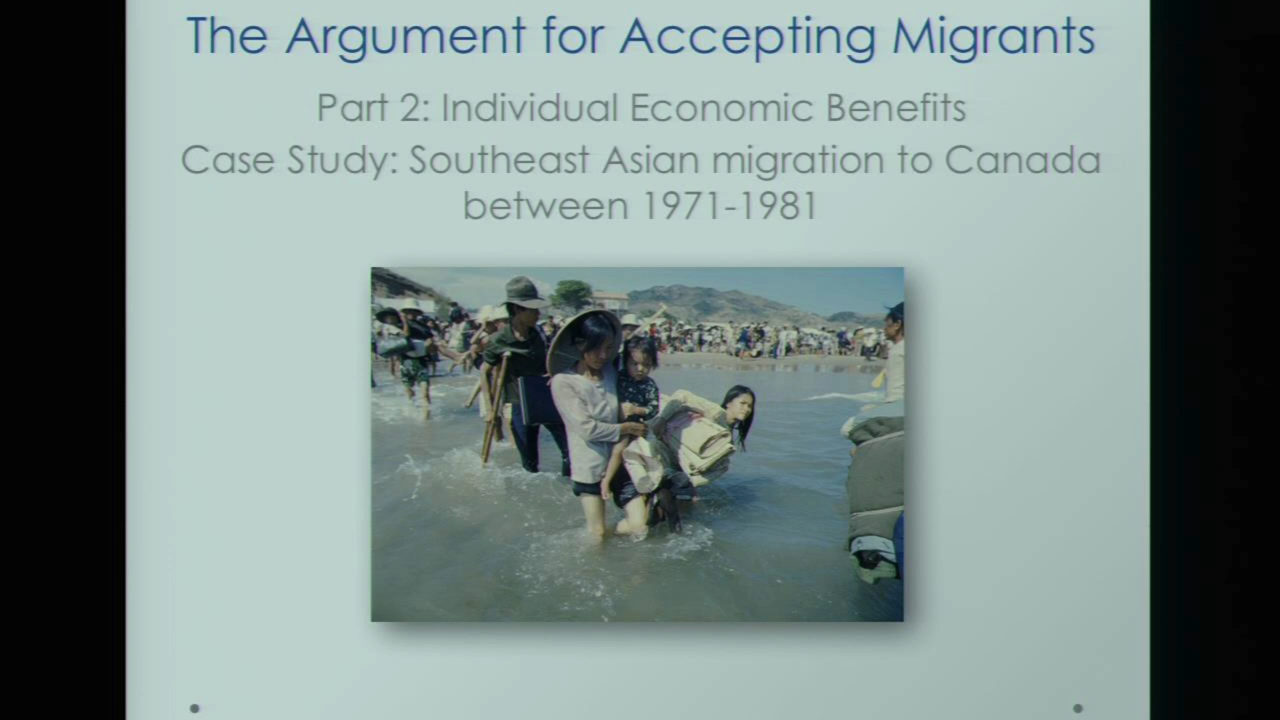 The Argument for Accepting Migrants
Part 2: Individual Economic Benefits
Case Study: Southeast Asian migration to Canada
between 1971-1981